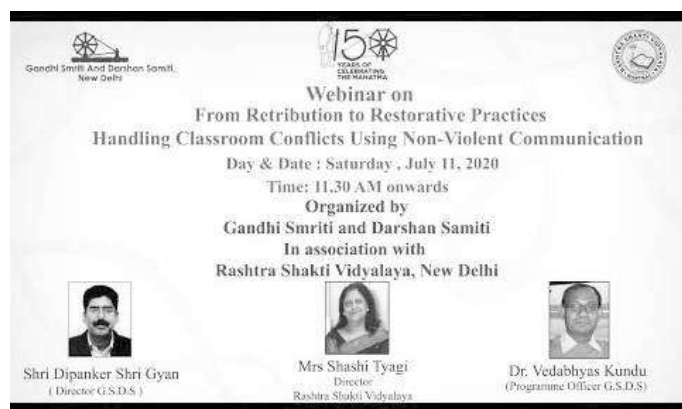 Gandhi Smriti And Darshan Samiti,
New Delhi
150
YEARS OF
CELEBRATING
THE MAHATMA
Webinar on
From Retribution to Restorative Practices
Handling Classroom Conflicts Using Non-Violent Communication
Day & Date : Saturday , July 11, 2020
Time: 11.30 AM onwards
Organized by
Gandhi Smriti and Darshan Samiti
In association with
Rashtra Shakti Vidyalaya, New Delhi
Shri Dipanker Shri Gyan
( Director G.S.D.S )
Mrs Shashi Tyagi
Director
Rashtra Shakti Vidyalaya
Dr. Vedabhyas Kundu
(Programme Officer G.S.D.S)